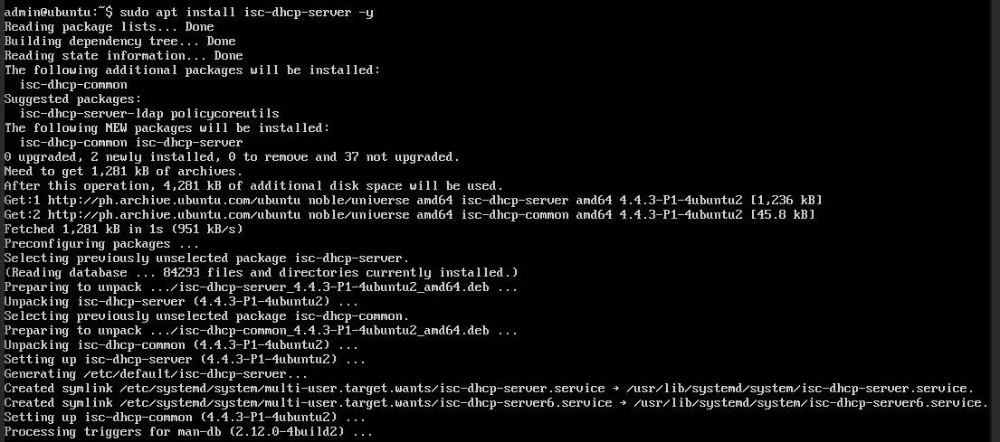 admin@ubuntu:~$ sudo apt install isc-dhcp-server -y
Reading package lists... Done
Building dependency tree... Done
Reading state information... Done
The following additional packages will be installed:
  isc-dhcp-common
Suggested packages:
  isc-dhcp-server-ldap policycoreutils
The following NEW packages will be installed:
  isc-dhcp-common isc-dhcp-server
0 upgraded, 2 newly installed, 0 to remove and 37 not upgraded.
Need to get 1,281 kB of archives.
After this operation, 4,281 kB of additional disk space will be used.
Get:1 http://ph.archive.ubuntu.com/ubuntu noble/universe amd64 isc-dhcp-server amd64 4.4.3-P1-4ubuntu2 [1,236 kB]
Get:2 http://ph.archive.ubuntu.com/ubuntu noble/universe amd64 isc-dhcp-common amd64 4.4.3-P1-4ubuntu2 [45.8 kB]
Fetched 1,281 kB in 1s (951 kB/s)
Preconfiguring packages ...
Selecting previously unselected package isc-dhcp-server.
(Reading database ... 84293 files and directories currently installed.)
Preparing to unpack .../isc-dhcp-server_4.4.3-P1-4ubuntu2_amd64.deb ...
Unpacking isc-dhcp-server (4.4.3-P1-4ubuntu2) ...
Selecting previously unselected package isc-dhcp-common.
Preparing to unpack .../isc-dhcp-common_4.4.3-P1-4ubuntu2_amd64.deb ...
Unpacking isc-dhcp-common (4.4.3-P1-4ubuntu2) ...
Setting up isc-dhcp-server (4.4.3-P1-4ubuntu2) ...
Generating /etc/default/isc-dhcp-server...
Created symlink /etc/systemd/system/multi-user.target.wants/isc-dhcp-server.service → /usr/lib/systemd/system/isc-dhcp-server.service.
Created symlink /etc/systemd/system/multi-user.target.wants/isc-dhcp-server6.service → /usr/lib/systemd/system/isc-dhcp-server6.service.
Setting up isc-dhcp-common (4.4.3-P1-4ubuntu2) ...
Processing triggers for man-db (2.12.0-4build2) ...